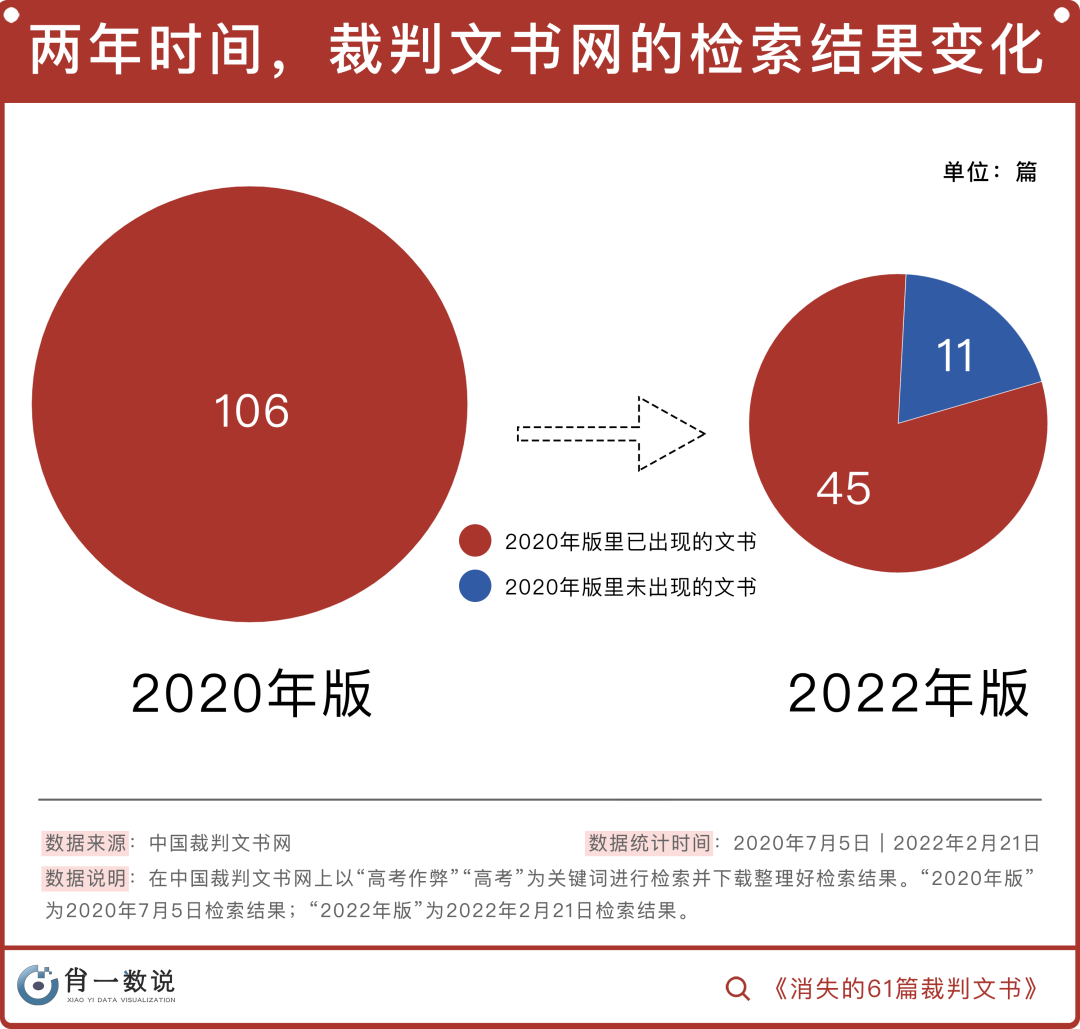 两年时间，裁判文书网的检索结果变化
单位：篇
106
11
45
2020年版里已出现的文书
2020年版里未出现的文书
2020年版
2022年版
数据来源：中国裁判文书网
数据统计时间：2020年7月5日｜2022年2月21日
数据说明：在中国裁判文书网上以“高考作弊”“高考”为关键词进行检索并下载整理好检索结果。“2020年版”
为2020年7月5日检索结果；“2022年版”为2022年2月21日检索结果。
肖一数说
XIAO YI DATA VISUALIZATION
《消失的61篇裁判文书》